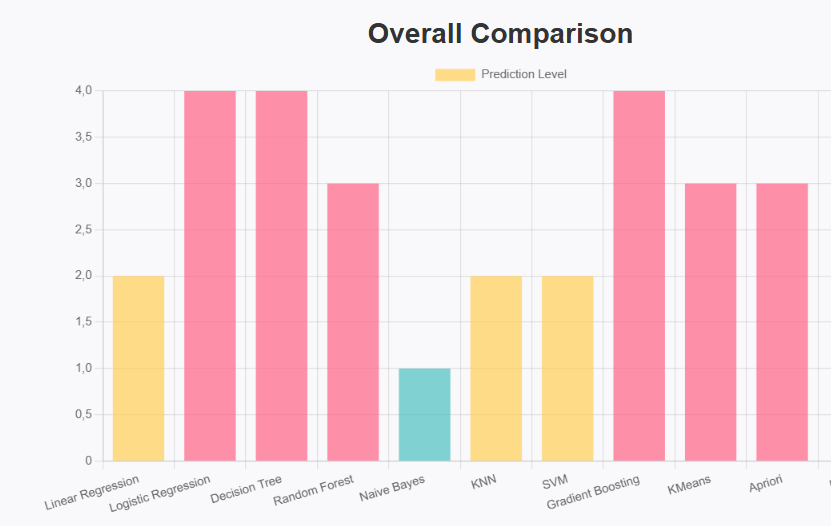 Overall Comparison
Prediction Level
4,0
3,5
3,0
2,5
2,0
1,5
1,0
0,5
0
Linear Regression
Logistic Regression
Decision Tree
Random Forest
Naive Bayes
KNN
SVM
Gradient Boosting
KMeans
Apriori